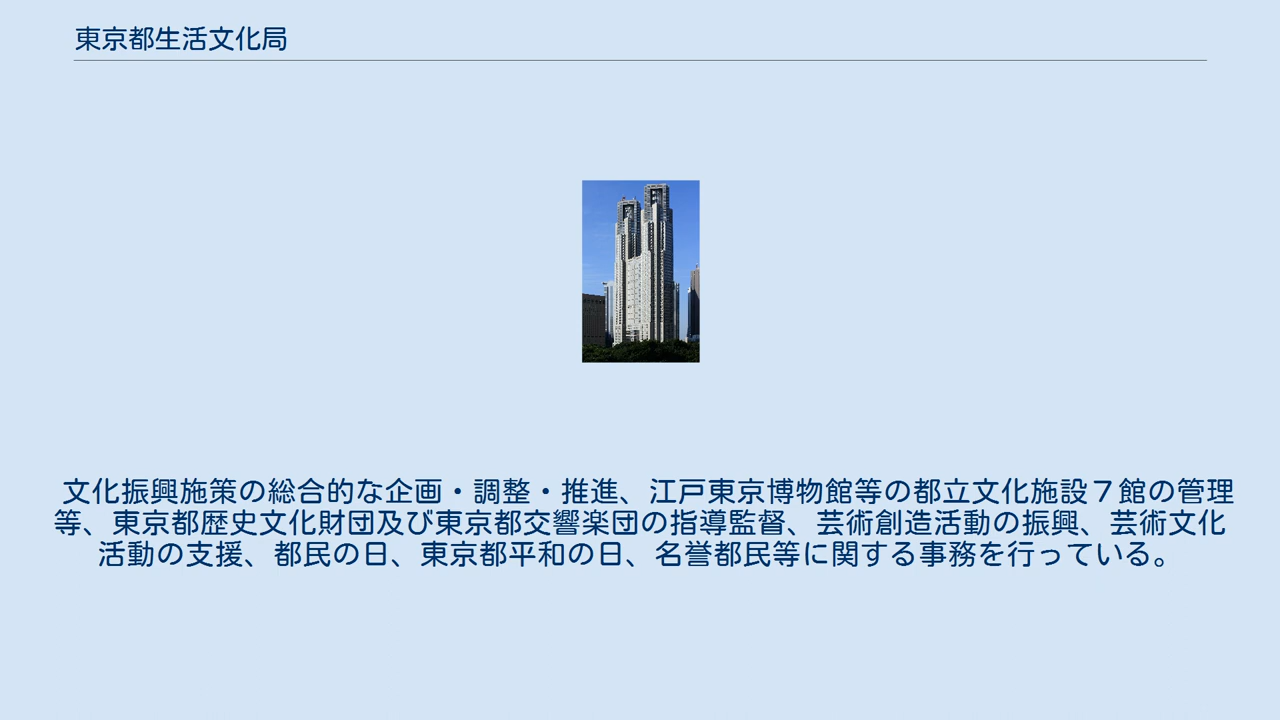 東京都生活文化局
文化振興施策の総合的な企画・調整・推進、江戸東京博物館等の都立文化施設７館の管理
等、東京都歴史文化財団及び東京都交響楽団の指導監督、芸術創造活動の振興、芸術文化
活動の支援、都民の日、東京都平和の日、名誉都民等に関する事務を行っている。